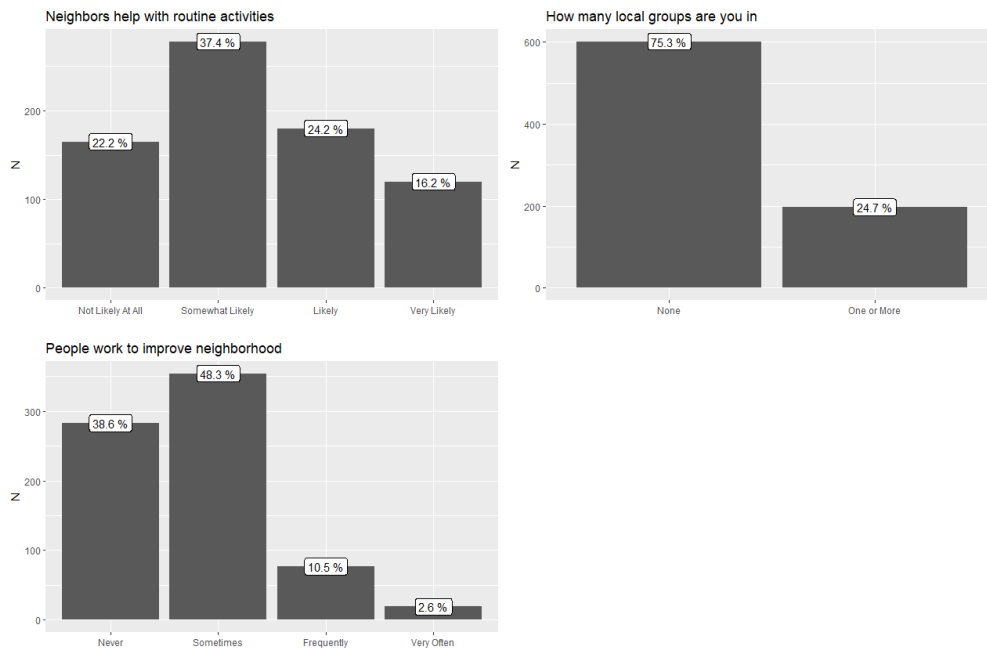 Neighbors help with routine activities
N
200
100
0
22.2 %
37.4 %
24.2 %
16.2 %
Not Likely At All
Somewhat Likely
Likely
Very Likely
How many local groups are you in
N
600
400
200
0
75.3 %
24.7 %
None
One or More
People work to improve neighborhood
N
300
200
100
0
38.6 %
48.3 %
10.5 %
2.6 %
Never
Sometimes
Frequently
Very Often